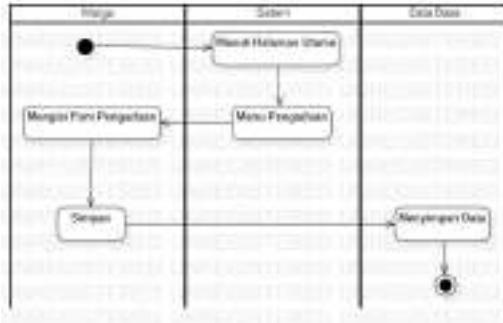 Warga
Sistem
Data Base
Masuk Halaman Utama
Mengisi Form Pengaduan
Menu Pengaduan
Simpan
Menyimpan Data